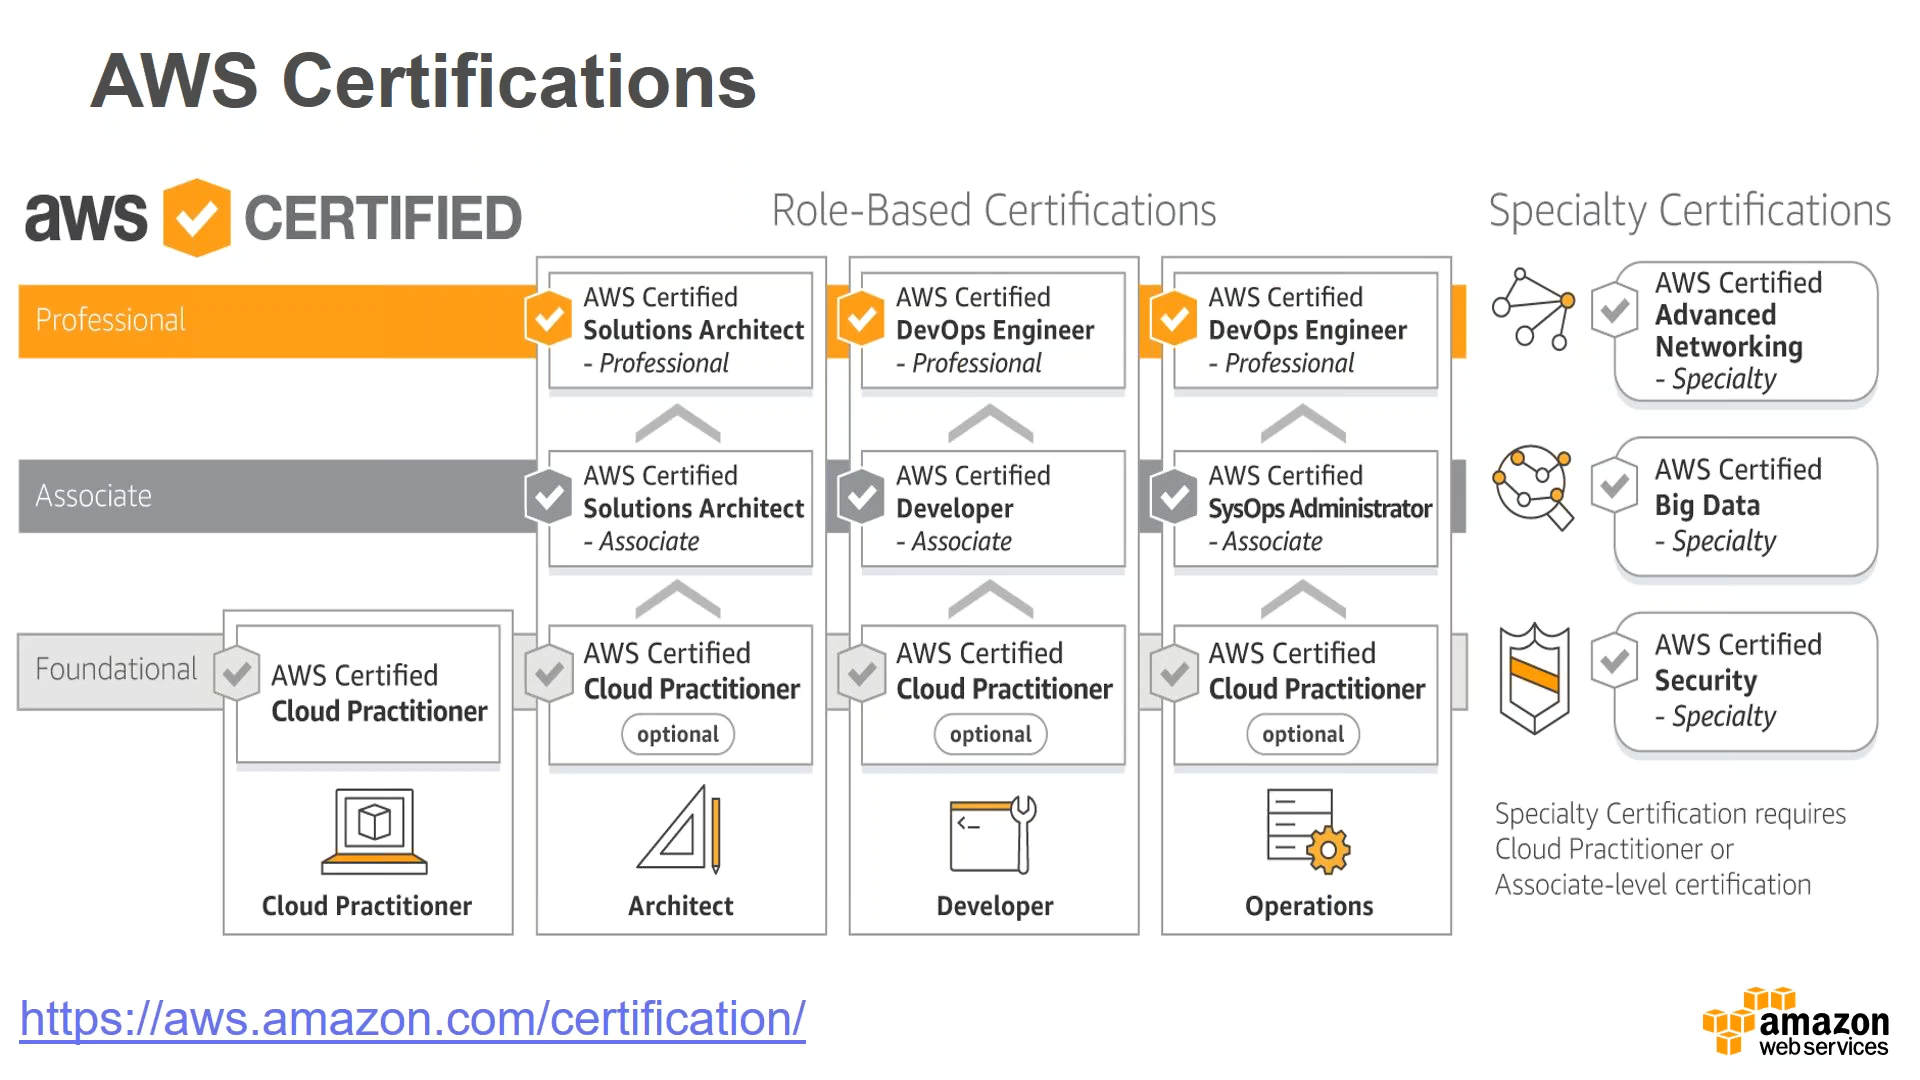 AWS Certifications
aws CERTIFIED
Role-Based Certifications
Specialty Certifications
Professional
AWS Certified
Solutions Architect
- Professional
AWS Certified
DevOps Engineer
- Professional
AWS Certified
DevOps Engineer
- Professional
AWS Certified
Advanced
Networking
- Specialty
Associate
AWS Certified
Solutions Architect
- Associate
AWS Certified
Developer
- Associate
AWS Certified
SysOps Administrator
- Associate
AWS Certified
Big Data
- Specialty
Foundational
AWS Certified
Cloud Practitioner
AWS Certified
Cloud Practitioner
optional
AWS Certified
Cloud Practitioner
optional
AWS Certified
Cloud Practitioner
optional
AWS Certified
Security
- Specialty
Cloud Practitioner
Architect
Developer
Operations
Specialty Certification requires
Cloud Practitioner or
Associate-level certification
https://aws.amazon.com/certification/
amazon
web services